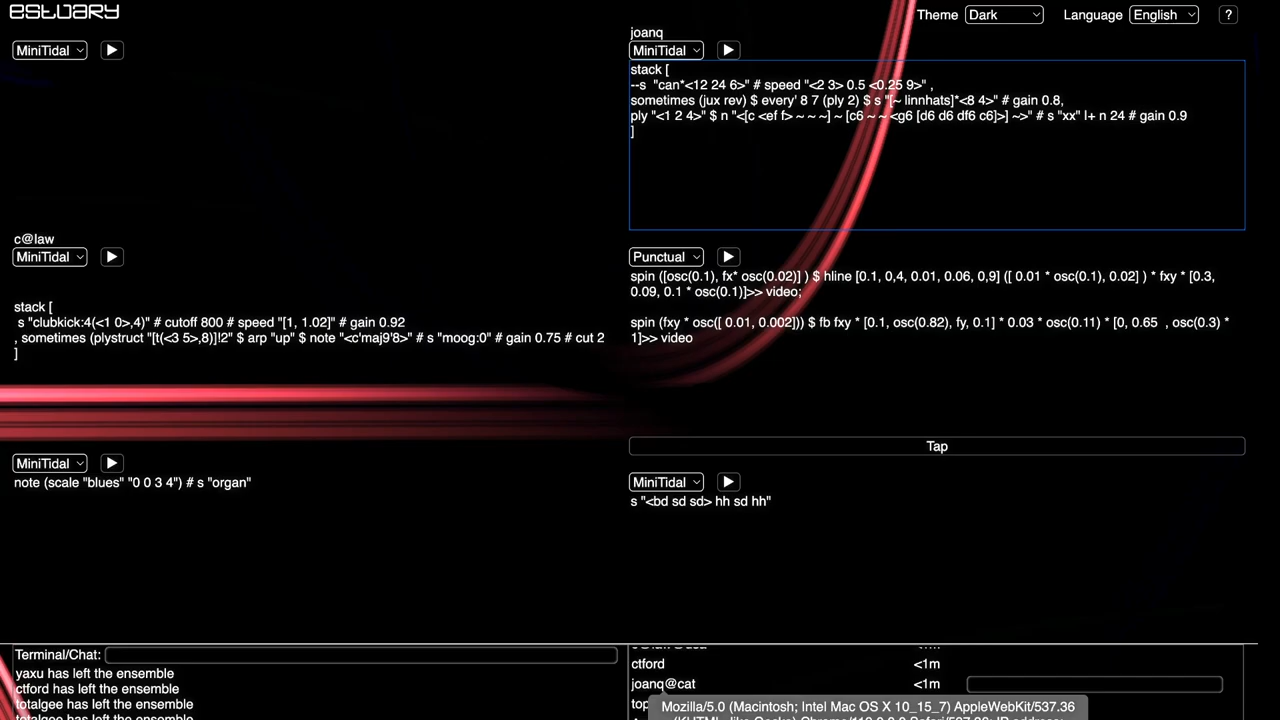 estuary
Theme Dark Language English ?
MiniTidal
joanq
MiniTidal
stack [
--s  "can*<12 24 6>" # speed "<2 3> 0.5 <0.25 9>" ,
sometimes (jux rev) $ every' 8 7 (ply 2) $ s "[~ linnhats]*<8 4>" # gain 0.8,
ply "<1 2 4>" $ n "<[c <ef f> ~ ~ ~] ~ [c6 ~ ~ <g6 [d6 d6 df6 c6]>] ~>" # s "xx" |+ n 24 # gain 0.9
]
c@law
MiniTidal
stack [
s "clubkick:4(<1 0>,4)" # cutoff 800 # speed "[1, 1.02]" # gain 0.92
, sometimes (plystruct "[t(<3 5>,8)]!2" $ arp "up" $ note "<c'maj9'8>" # s "moog:0" # gain 0.75 # cut 2
]
Punctual
spin ([osc(0.1), fx* osc(0.02)] ) $ hline [0.1, 0,4, 0.01, 0.06, 0,9] ([ 0.01 * osc(0.1), 0.02] ) * fxy * [0.3,
0.09, 0.1 * osc(0.1)]>> video;
spin (fxy * osc([ 0.01, 0.002])) $ fb fxy * [0.1, osc(0.82), fy, 0.1] * 0.03 * osc(0.11) * [0, 0.65  , osc(0.3) *
1]>> video
Tap
MiniTidal
note (scale "blues" "0 0 3 4") # s "organ"
MiniTidal
s "<bd sd sd> hh sd hh"
Terminal/Chat:
yaxu has left the ensemble
ctford has left the ensemble
totalgee has left the ensemble
ctford <1m
joanq@cat <1m
Mozilla/5.0 (Macintosh; Intel Mac OS X 10_15_7) AppleWebKit/537.36